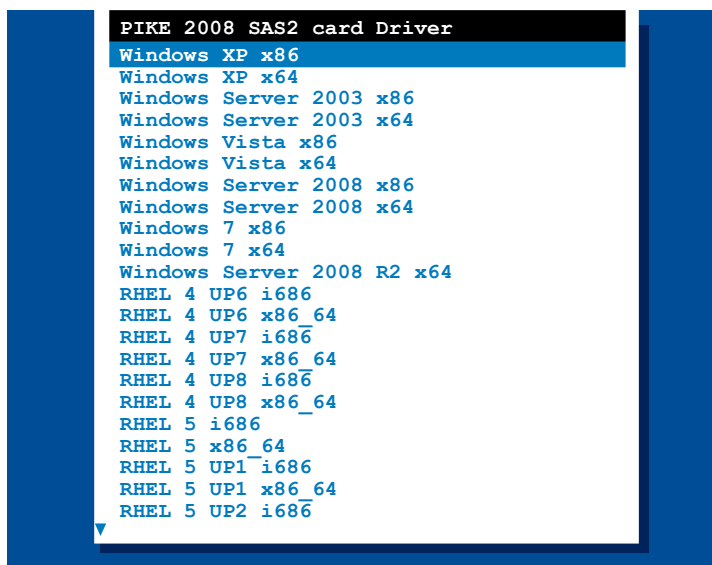 PIKE 2008 SAS2 card Driver
Windows XP x86
Windows XP x64
Windows Server 2003 x86
Windows Server 2003 x64
Windows Vista x86
Windows Vista x64
Windows Server 2008 x86
Windows Server 2008 x64
Windows 7 x86
Windows 7 x64
Windows Server 2008 R2 x64
RHEL 4 UP6 i686
RHEL 4 UP6 x86_64
RHEL 4 UP7 i686
RHEL 4 UP7 x86_64
RHEL 4 UP8 i686
RHEL 4 UP8 x86_64
RHEL 5 i686
RHEL 5 x86_64
RHEL 5 UP1 i686
RHEL 5 UP1 x86_64
RHEL 5 UP2 i686